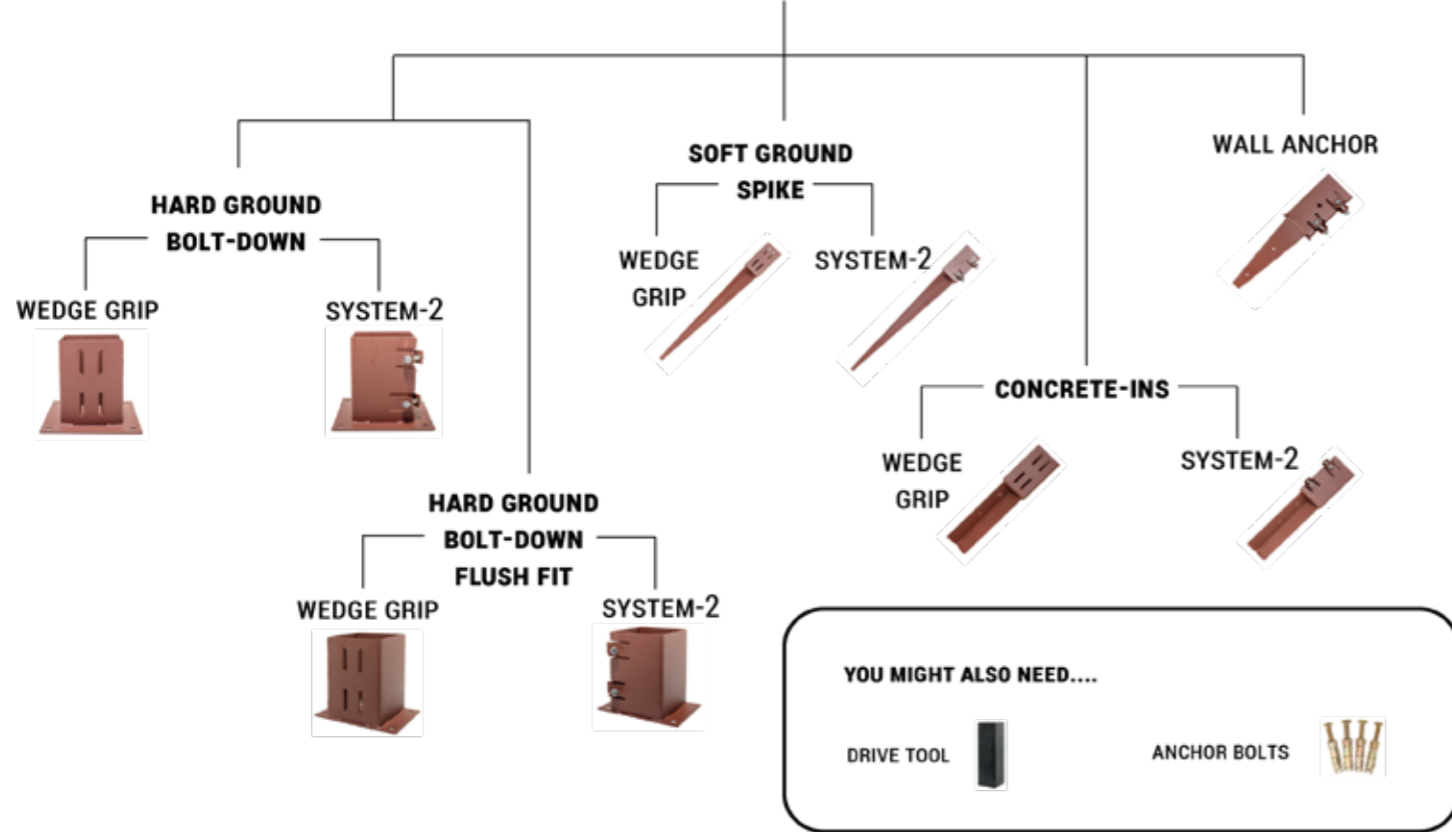 HARD GROUND
BOLT-DOWN
WEDGE GRIP
SYSTEM-2
HARD GROUND
BOLT-DOWN
FLUSH FIT
WEDGE GRIP
SYSTEM-2
SOFT GROUND
SPIKE
WEDGE
GRIP
SYSTEM-2
CONCRETE-INS
WEDGE
GRIP
SYSTEM-2
WALL ANCHOR
YOU MIGHT ALSO NEED....
DRIVE TOOL
ANCHOR BOLTS